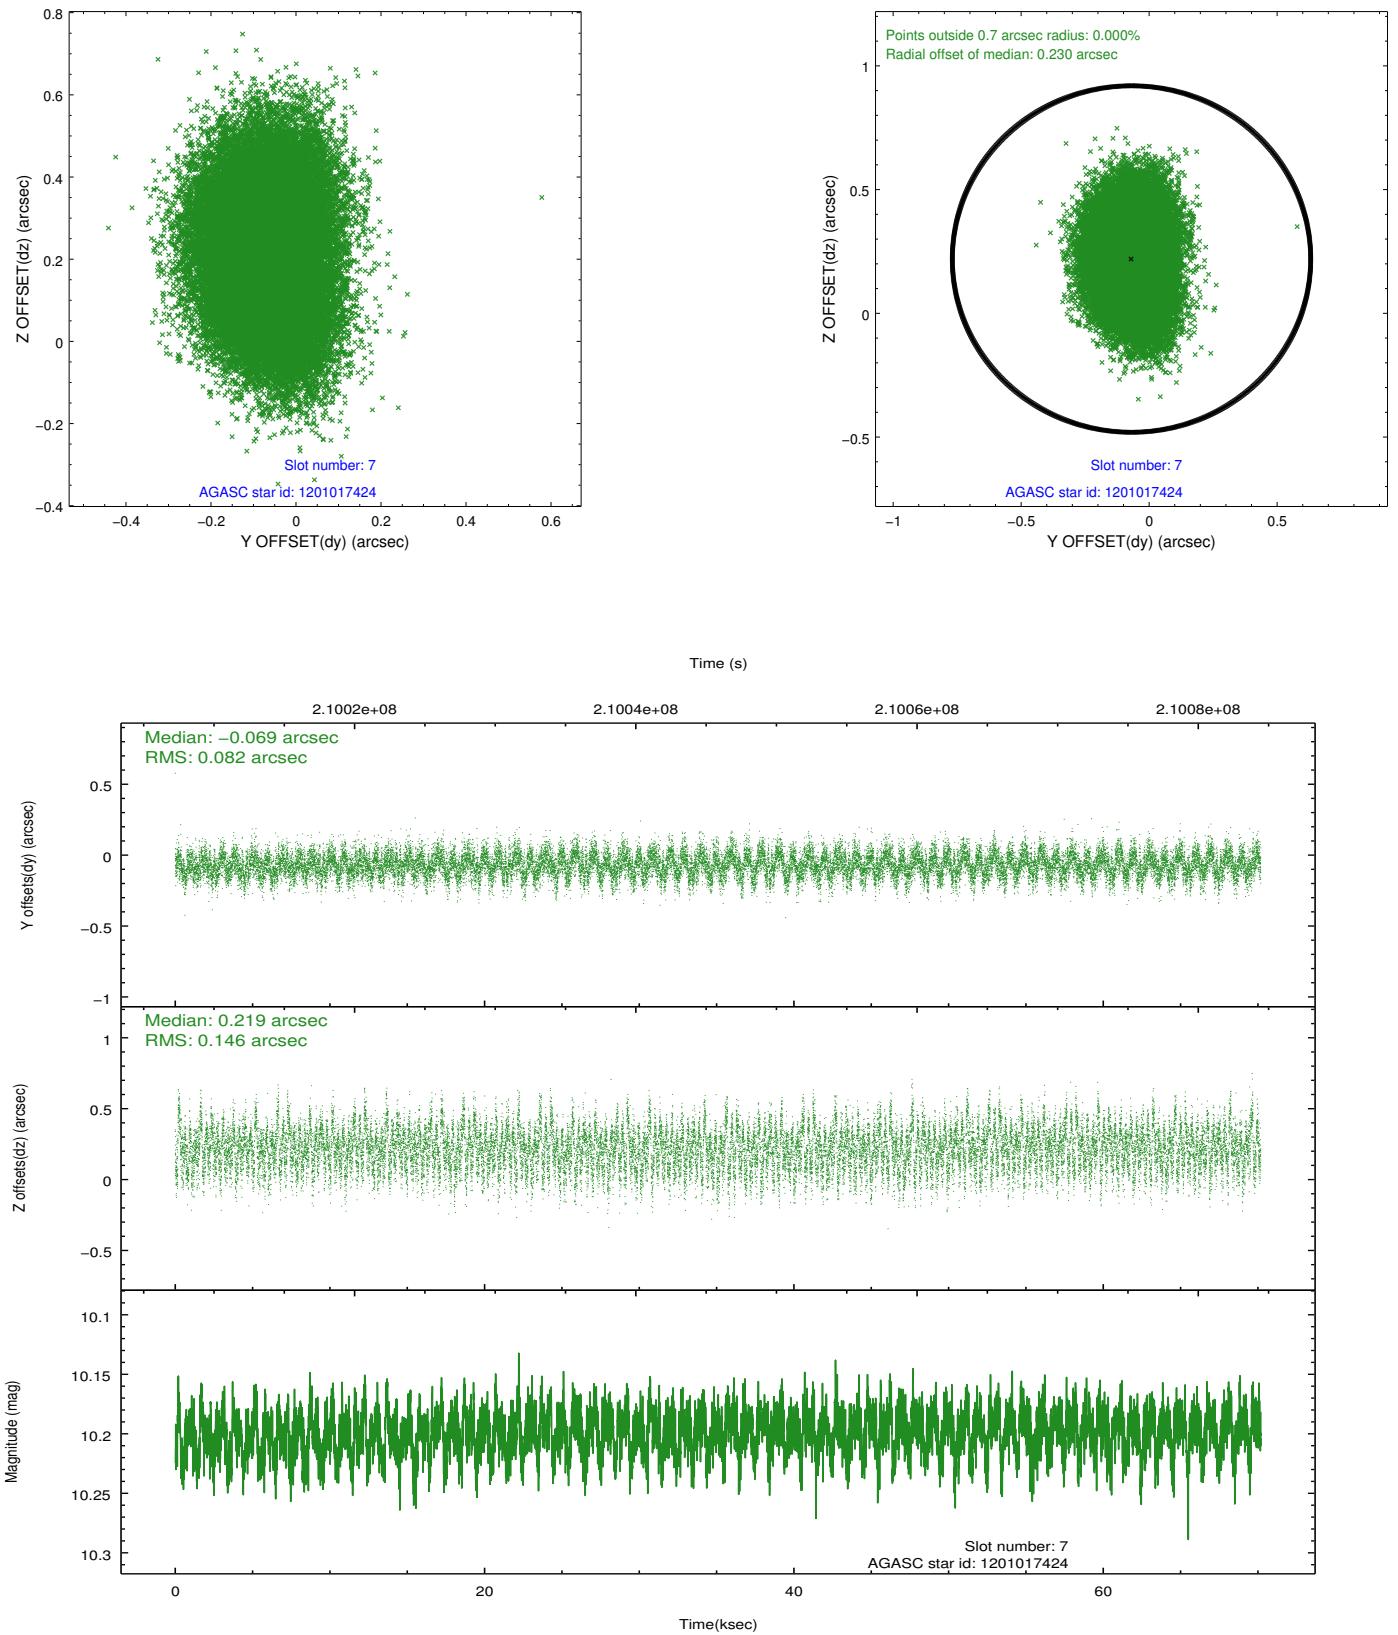 0.8
0.6
0.4
0.2
0
−0.2
−0.4
−0.4
−0.2
0
0.2
0.4
0.6
Z OFFSET(dz) (arcsec)
Y OFFSET(dy) (arcsec)
Slot number: 7
AGASC star id: 1201017424
Points outside 0.7 arcsec radius: 0.000%
Radial offset of median: 0.230 arcsec
1
0.5
0
−0.5
−1
−0.5
0
0.5
Z OFFSET(dz) (arcsec)
Y OFFSET(dy) (arcsec)
Slot number: 7
AGASC star id: 1201017424
Time (s)
2.1002e+08
2.1004e+08
2.1006e+08
2.1008e+08
Median: −0.069 arcsec
RMS: 0.082 arcsec
0.5
0
−0.5
−1
Y offsets(dy) (arcsec)
Median: 0.219 arcsec
RMS: 0.146 arcsec
1
0.5
0
−0.5
Z offsets(dz) (arcsec)
10.1
10.15
10.2
10.25
10.3
Magnitude (mag)
Slot number: 7
AGASC star id: 1201017424
0
20
40
60
Time(ksec)